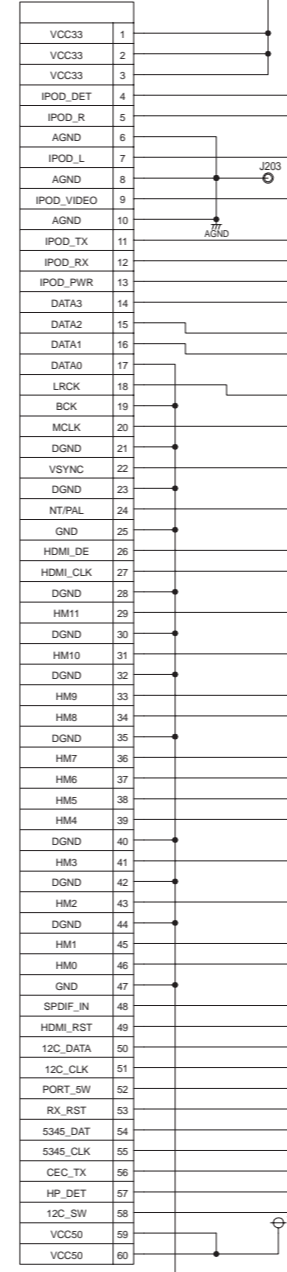 VCC33 1
VCC33 2
VCC33 3
IPOD_DET 4
IPOD_R 5
AGND 6
IPOD_L 7
AGND 8
J203
IPOD_VIDEO 9
AGND 10
AGND
IPOD_TX 11
IPOD_RX 12
IPOD_PWR 13
DATA3 14
DATA2 15
DATA1 16
DATA0 17
LRCK 18
BCK 19
MCLK 20
DGND 21
VSYNC 22
DGND 23
NT/PAL 24
GND 25
HDMI_DE 26
HDMI_CLK 27
DGND 28
HM11 29
DGND 30
HM10 31
DGND 32
HM9 33
HM8 34
DGND 35
HM7 36
HM6 37
HM5 38
HM4 39
DGND 40
HM3 41
DGND 42
HM2 43
DGND 44
HM1 45
HM0 46
GND 47
SPDIF_IN 48
HDMI_RST 49
12C_DATA 50
12C_CLK 51
PORT_5W 52
RX_RST 53
5345_DAT 54
5345_CLK 55
CEC_TX 56
HP_DET 57
12C_SW 58
VCC50 59
VCC50 60